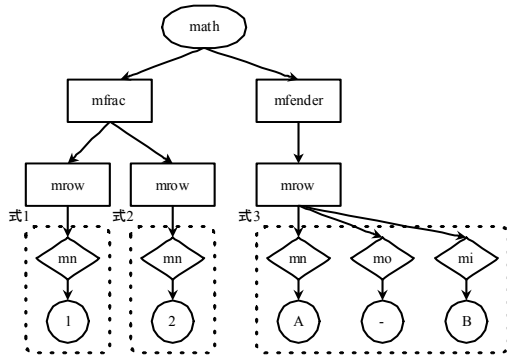 math
mfrac mfender
mrow mrow mrow
式1 式2 式3
mn mn mn mo mi
1 2 A - B